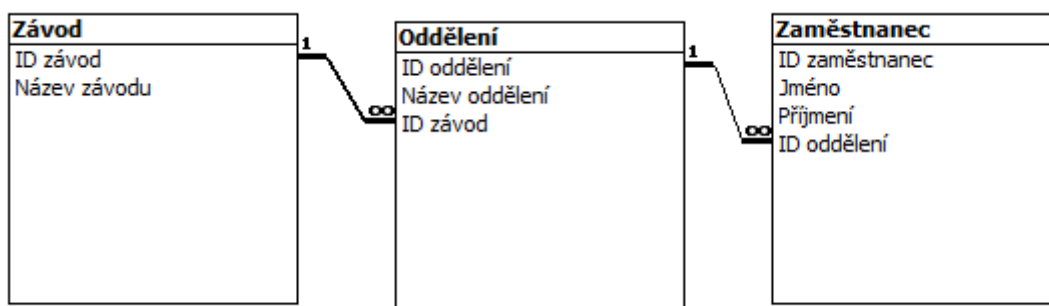 Závod
ID závod
Název závodu
1
∞
Oddělení
ID oddělení
Název oddělení
ID závod
1
∞
Zaměstnanec
ID zaměstnanec
Jméno
Příjmení
ID oddělení